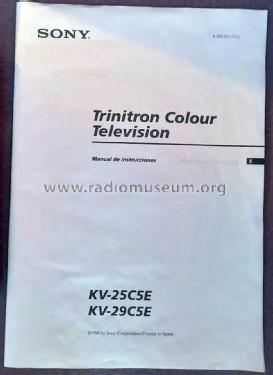 SONY
Trinitron Colour
Television
Manual de instrucciones
E
www.radiomuseum.org
KV-25C5E
KV-29C5E
by Sony Corporation Printed in Spain